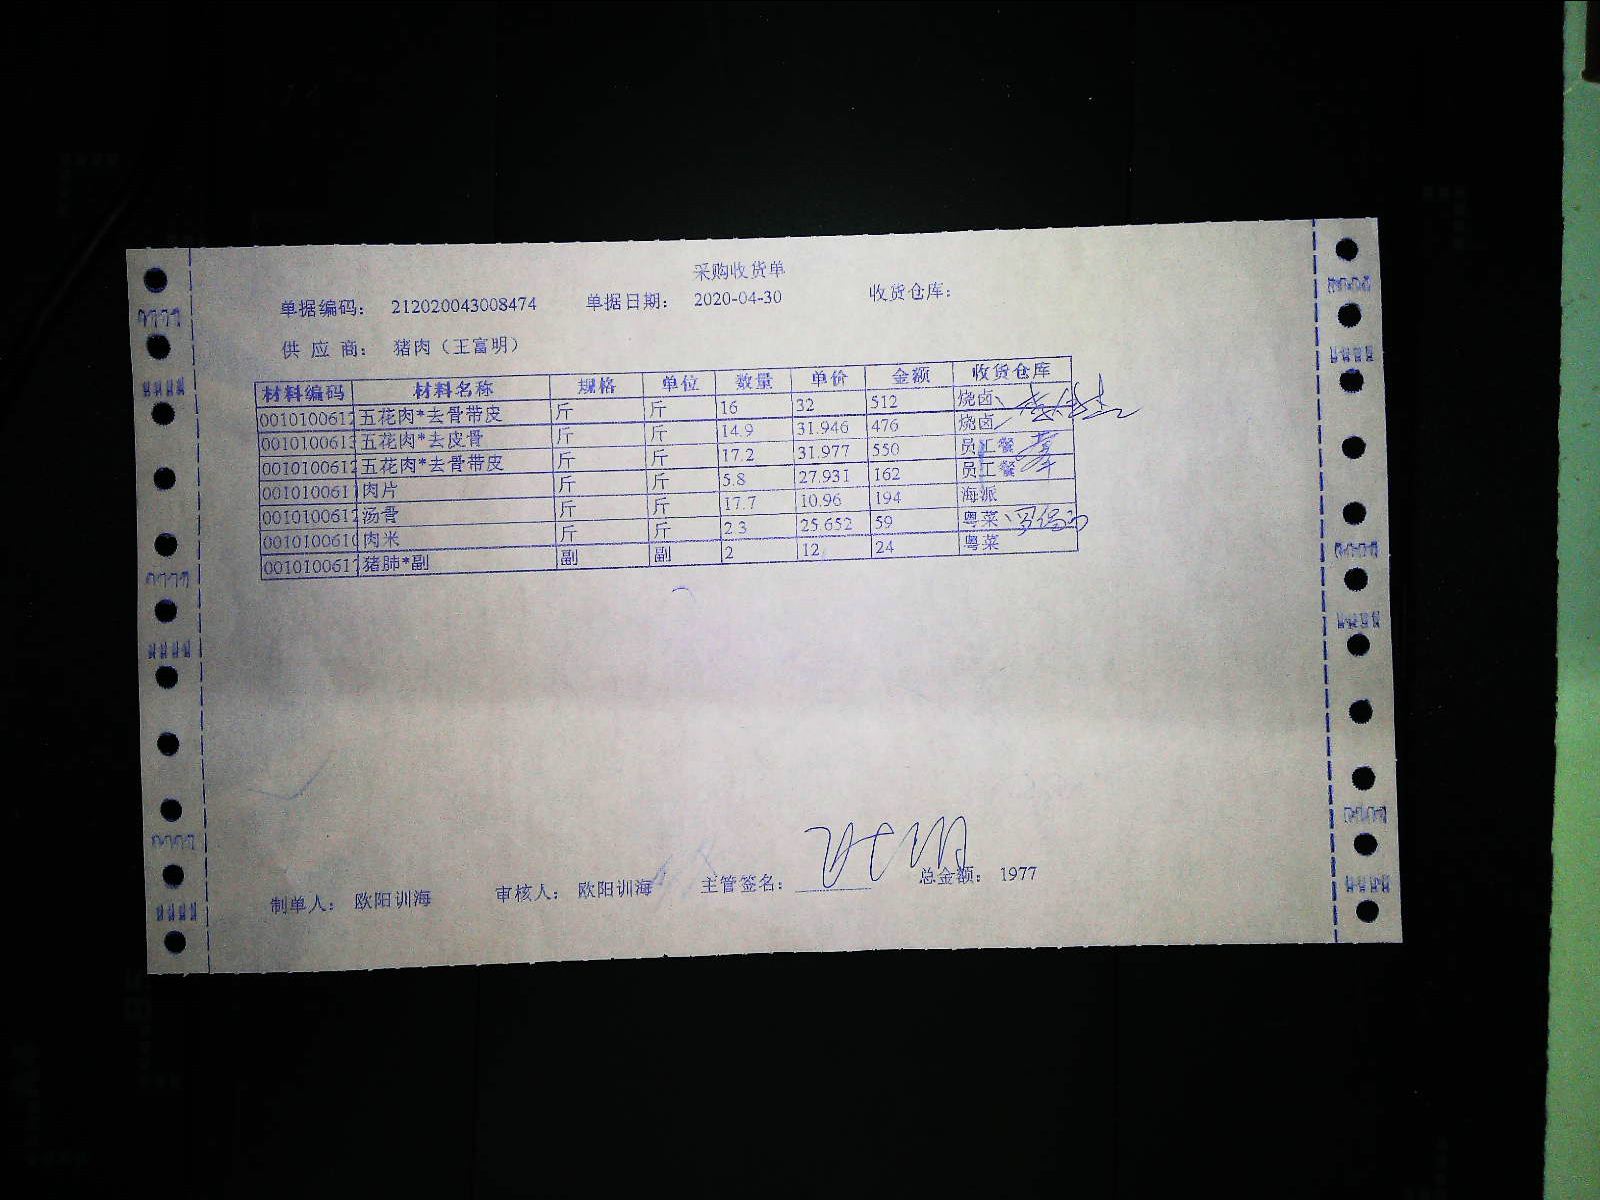 采购收货单
单据编码： 212020043008474 单据日期： 2020-04-30 收货仓库：
供 应 商： 猪肉（王富明）
材料编码 材料名称 规格 单位 数量 单价 金额 收货仓库
0010100612 五花肉*去骨带皮 斤 斤 16 32 512 烧卤
0010100613 五花肉*去皮骨 斤 斤 14.9 31.946 476 烧卤
0010100612 五花肉*去骨带皮 斤 斤 17.2 31.977 550 员工餐
0010100611 肉片 斤 斤 5.8 27.931 162 员工餐
0010100612 汤骨 斤 斤 17.7 10.96 194 海派
0010100610 肉米 斤 斤 2.3 25.652 59 粤菜
0010100617 猪肺*副 副 副 2 12 24 粤菜
制单人： 欧阳训海 审核人： 欧阳训海 主管签名： 总金额： 1977